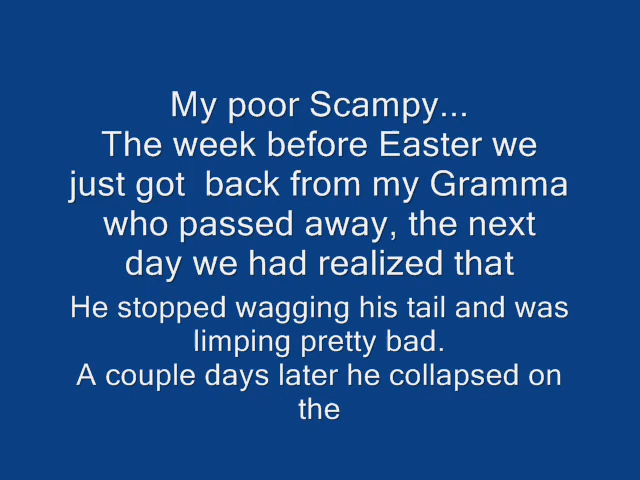 My poor Scampy...
The week before Easter we
just got  back from my Gramma
who passed away, the next
day we had realized that
He stopped wagging his tail and was
limping pretty bad.
A couple days later he collapsed on
the